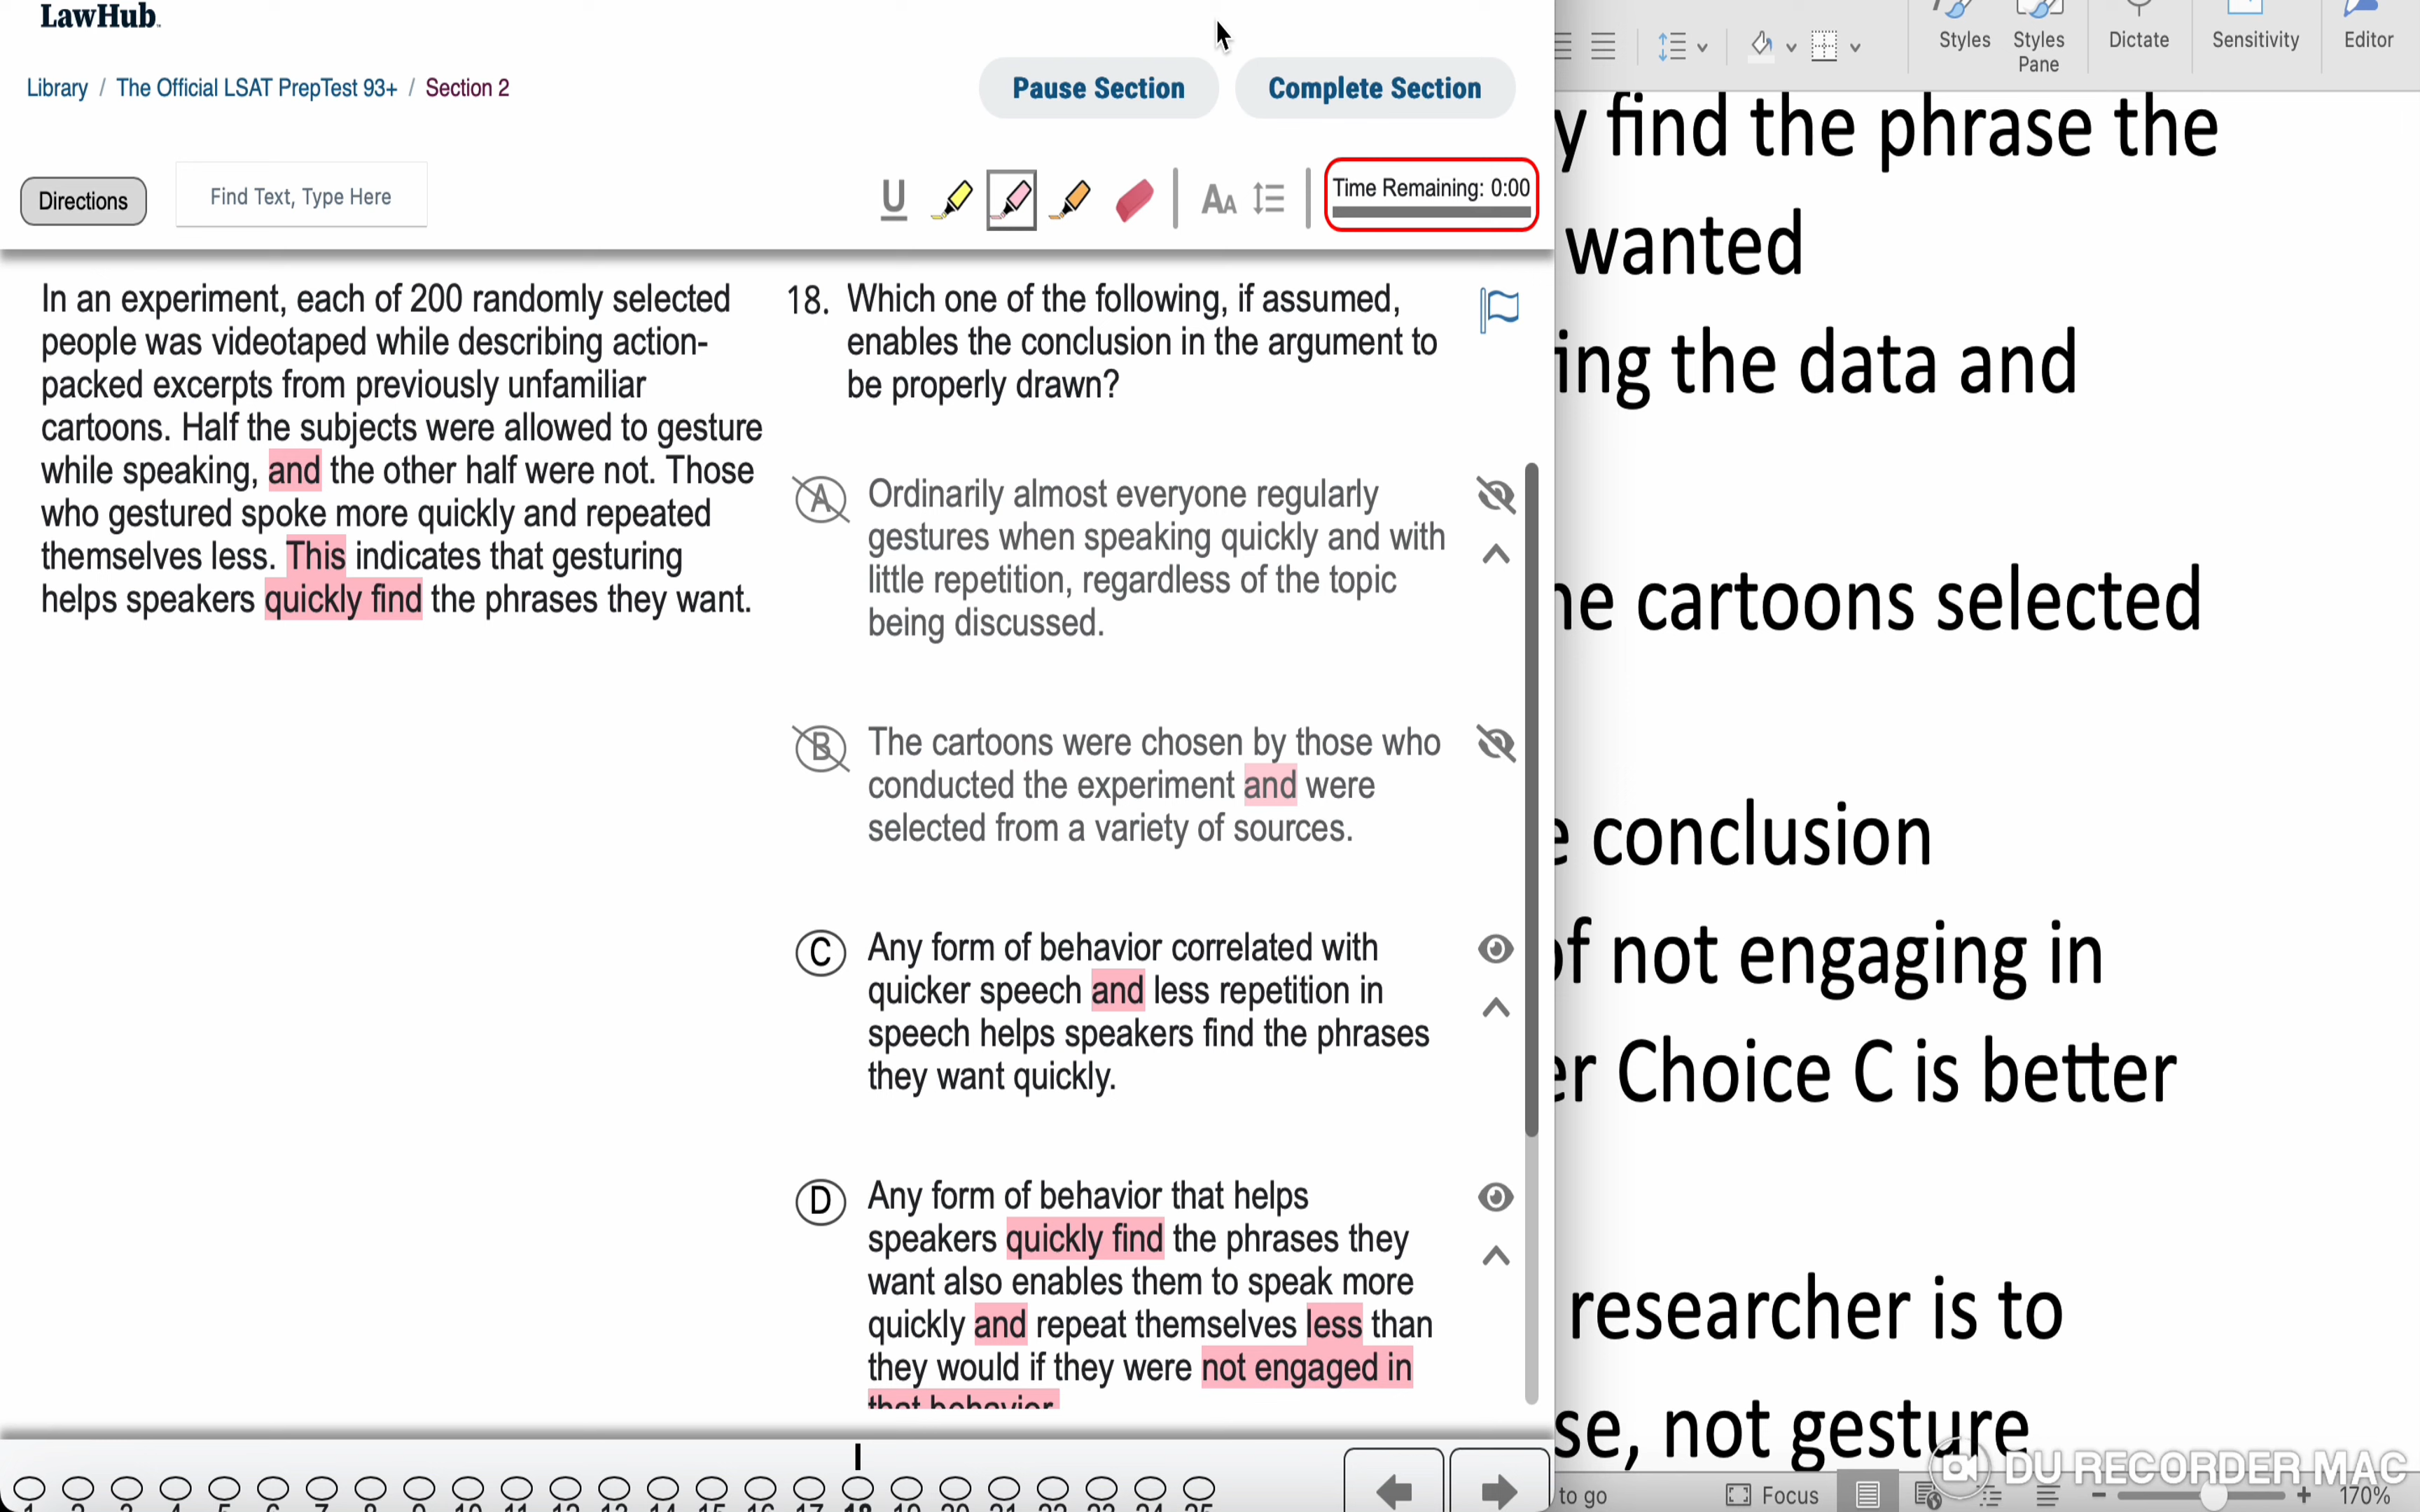 LawHub
Library / The Official LSAT PrepTest 93+ / Section 2
Pause Section
Complete Section
Directions
Find Text, Type Here
Time Remaining: 0:00
In an experiment, each of 200 randomly selected
people was videotaped while describing action-
packed excerpts from previously unfamiliar
cartoons. Half the subjects were allowed to gesture
while speaking, and the other half were not. Those
who gestured spoke more quickly and repeated
themselves less. This indicates that gesturing
helps speakers quickly find the phrases they want.
18. Which one of the following, if assumed,
enables the conclusion in the argument to
be properly drawn?
A Ordinarily almost everyone regularly
gestures when speaking quickly and with
little repetition, regardless of the topic
being discussed.
B The cartoons were chosen by those who
conducted the experiment and were
selected from a variety of sources.
C Any form of behavior correlated with
quicker speech and less repetition in
speech helps speakers find the phrases
they want quickly.
D Any form of behavior that helps
speakers quickly find the phrases they
want also enables them to speak more
quickly and repeat themselves less than
they would if they were not engaged in
that behavior.
Styles
Styles Pane
Dictate
Sensitivity
Editor
y find the phrase the
wanted
ing the data and
he cartoons selected
e conclusion
of not engaging in
er Choice C is better
researcher is to
se, not gesture
DU RECORDER MAC
to go
Focus
170%